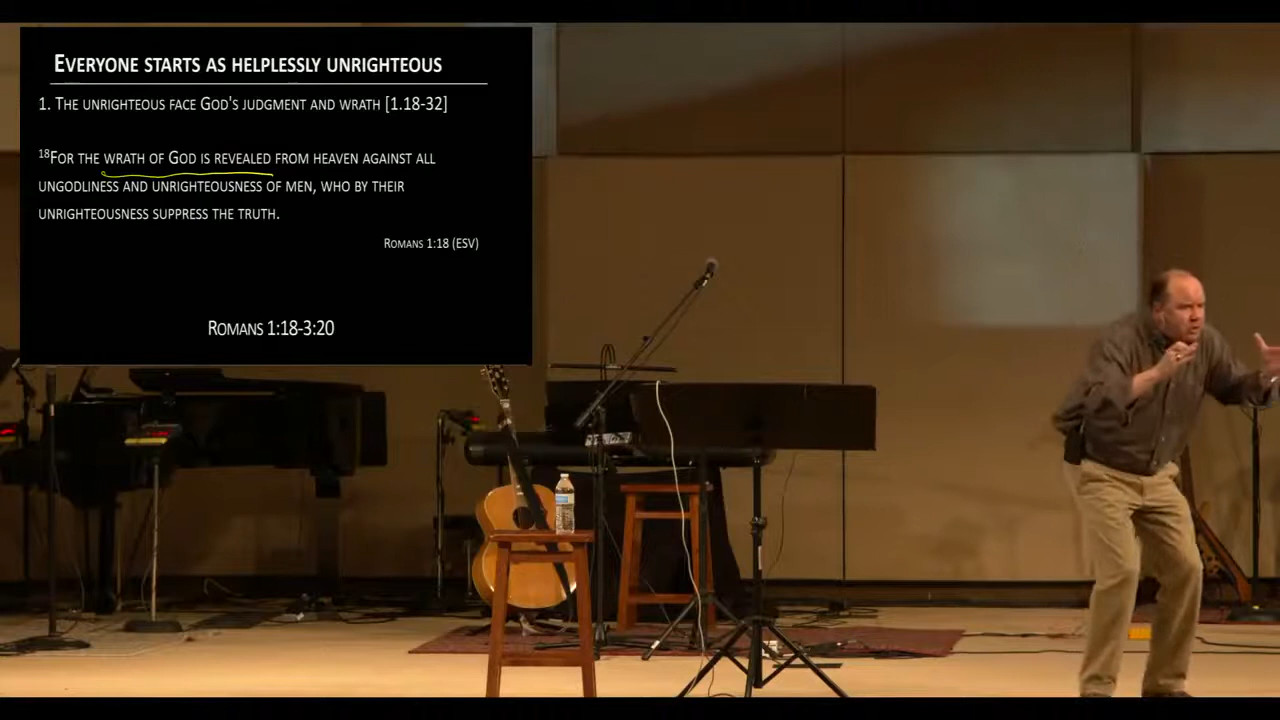 EVERYONE STARTS AS HELPLESSLY UNRIGHTEOUS
1. THE UNRIGHTEOUS FACE GOD'S JUDGMENT AND WRATH [1.18-32]
18FOR THE WRATH OF GOD IS REVEALED FROM HEAVEN AGAINST ALL
UNGODLINESS AND UNRIGHTEOUSNESS OF MEN, WHO BY THEIR
UNRIGHTEOUSNESS SUPPRESS THE TRUTH.
ROMANS 1:18 (ESV)
ROMANS 1:18-3:20